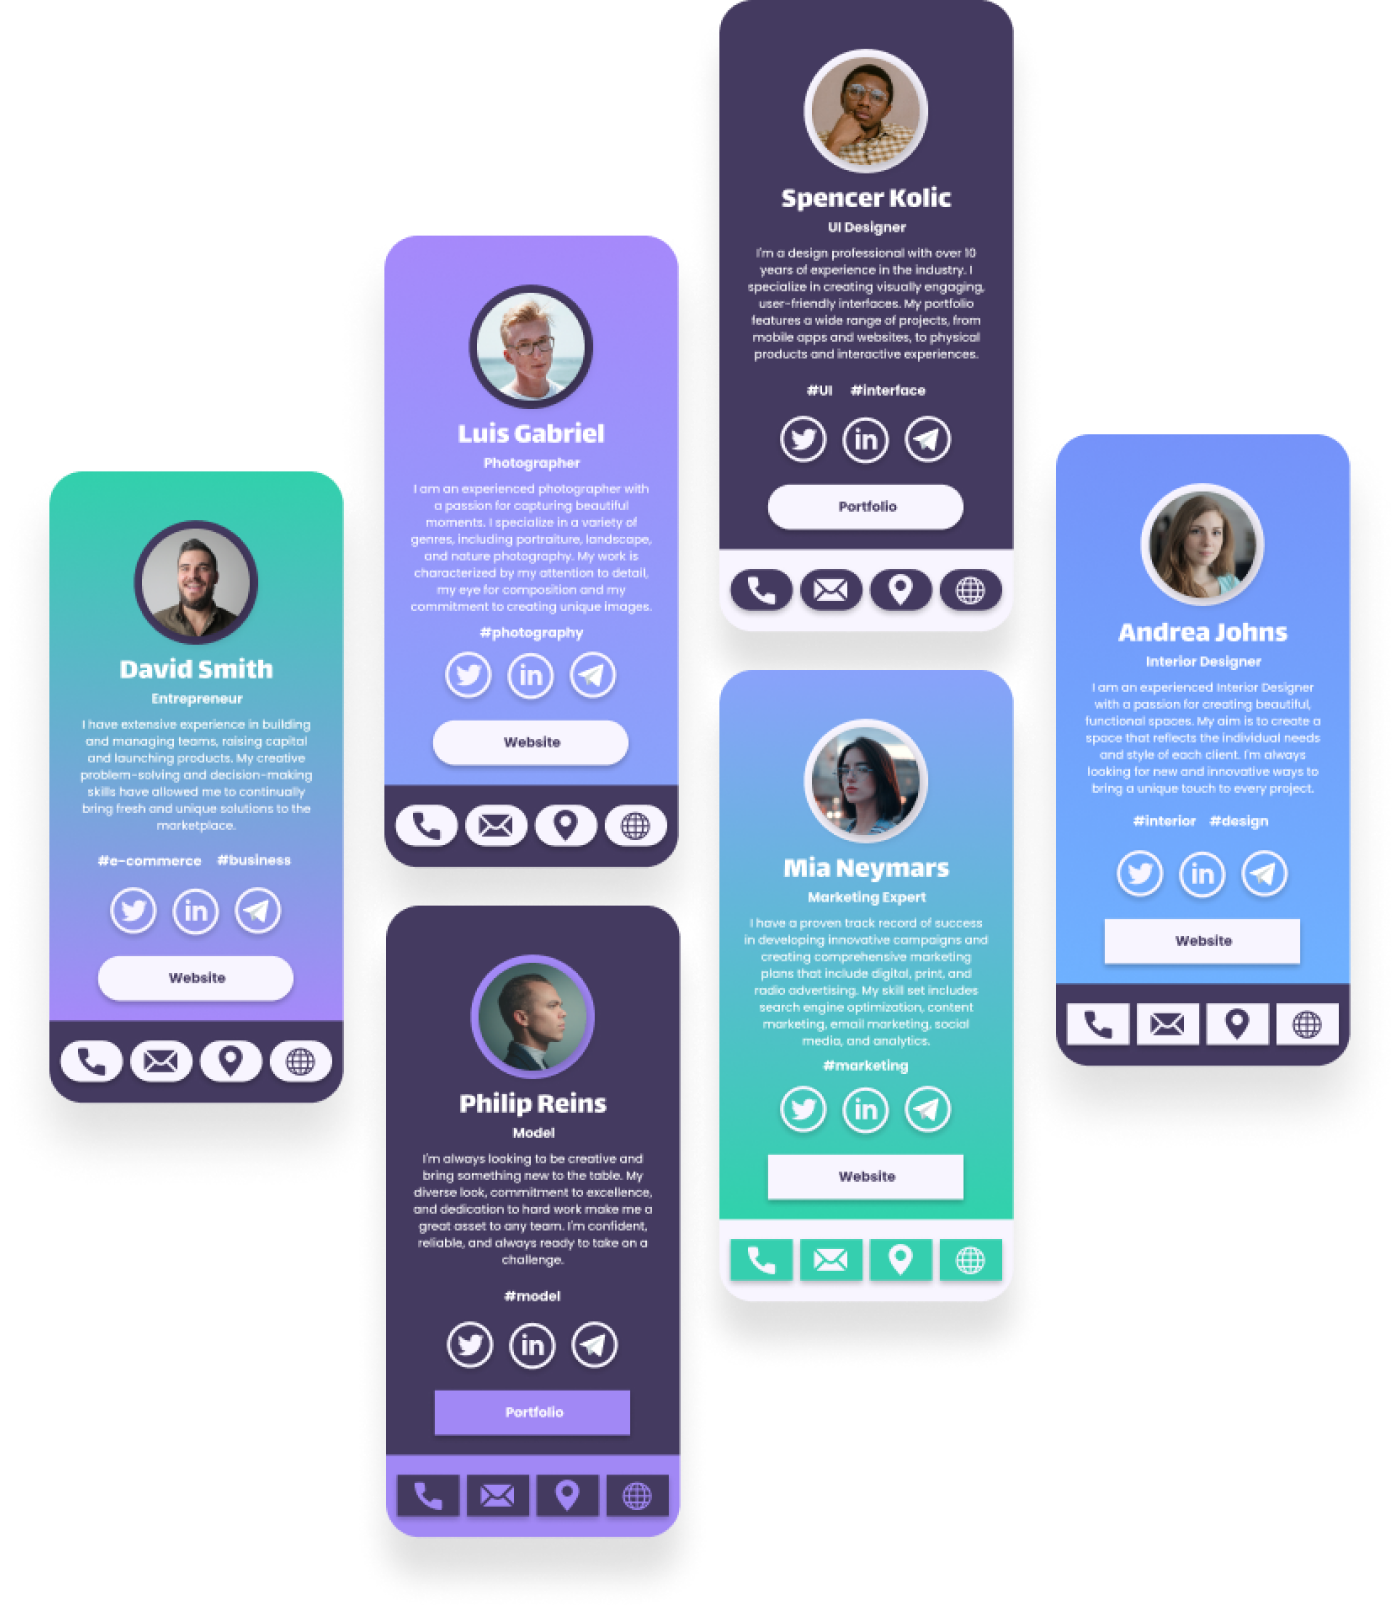 David Smith
Entrepreneur
I have extensive experience in building
and managing teams, raising capital
and launching products. My creative
problem-solving and decision-making
skills have allowed me to continually
bring fresh and unique solutions to the
marketplace.
#e-commerce #business
in
Website
Luis Gabriel
Photographer
I am an experienced photographer with
a passion for capturing beautiful
moments. I specialize in a variety of
genres, including portraiture, landscape,
and nature photography. My work is
characterized by my attention to detail,
my eye for composition and my
commitment to creating unique images.
#photography
in
Website
Philip Reins
Model
I'm always looking to be creative and
bring something new to the table. My
diverse look, commitment to excellence,
and dedication to hard work make me a
great asset to any team. I'm confident,
reliable, and always ready to take on a
challenge.
#model
in
Portfolio
Spencer Kolic
UI Designer
I'm a design professional with over 10
years of experience in the industry. I
specialize in creating visually engaging,
user-friendly interfaces. My portfolio
features a wide range of projects, from
mobile apps and websites, to physical
products and interactive experiences.
#UI #interface
in
Portfolio
Mia Neymars
Marketing Expert
I have a proven track record of success
in developing innovative campaigns and
creating comprehensive marketing
plans that include digital, print, and
radio advertising. My skill set includes
search engine optimization, content
marketing, email marketing, social
media, and analytics.
#marketing
in
Website
Andrea Johns
Interior Designer
I am an experienced Interior Designer
with a passion for creating beautiful,
functional spaces. My aim is to create a
space that reflects the individual needs
and style of each client. I'm always
looking for new and innovative ways to
bring a unique touch to every project.
#interior #design
in
Website